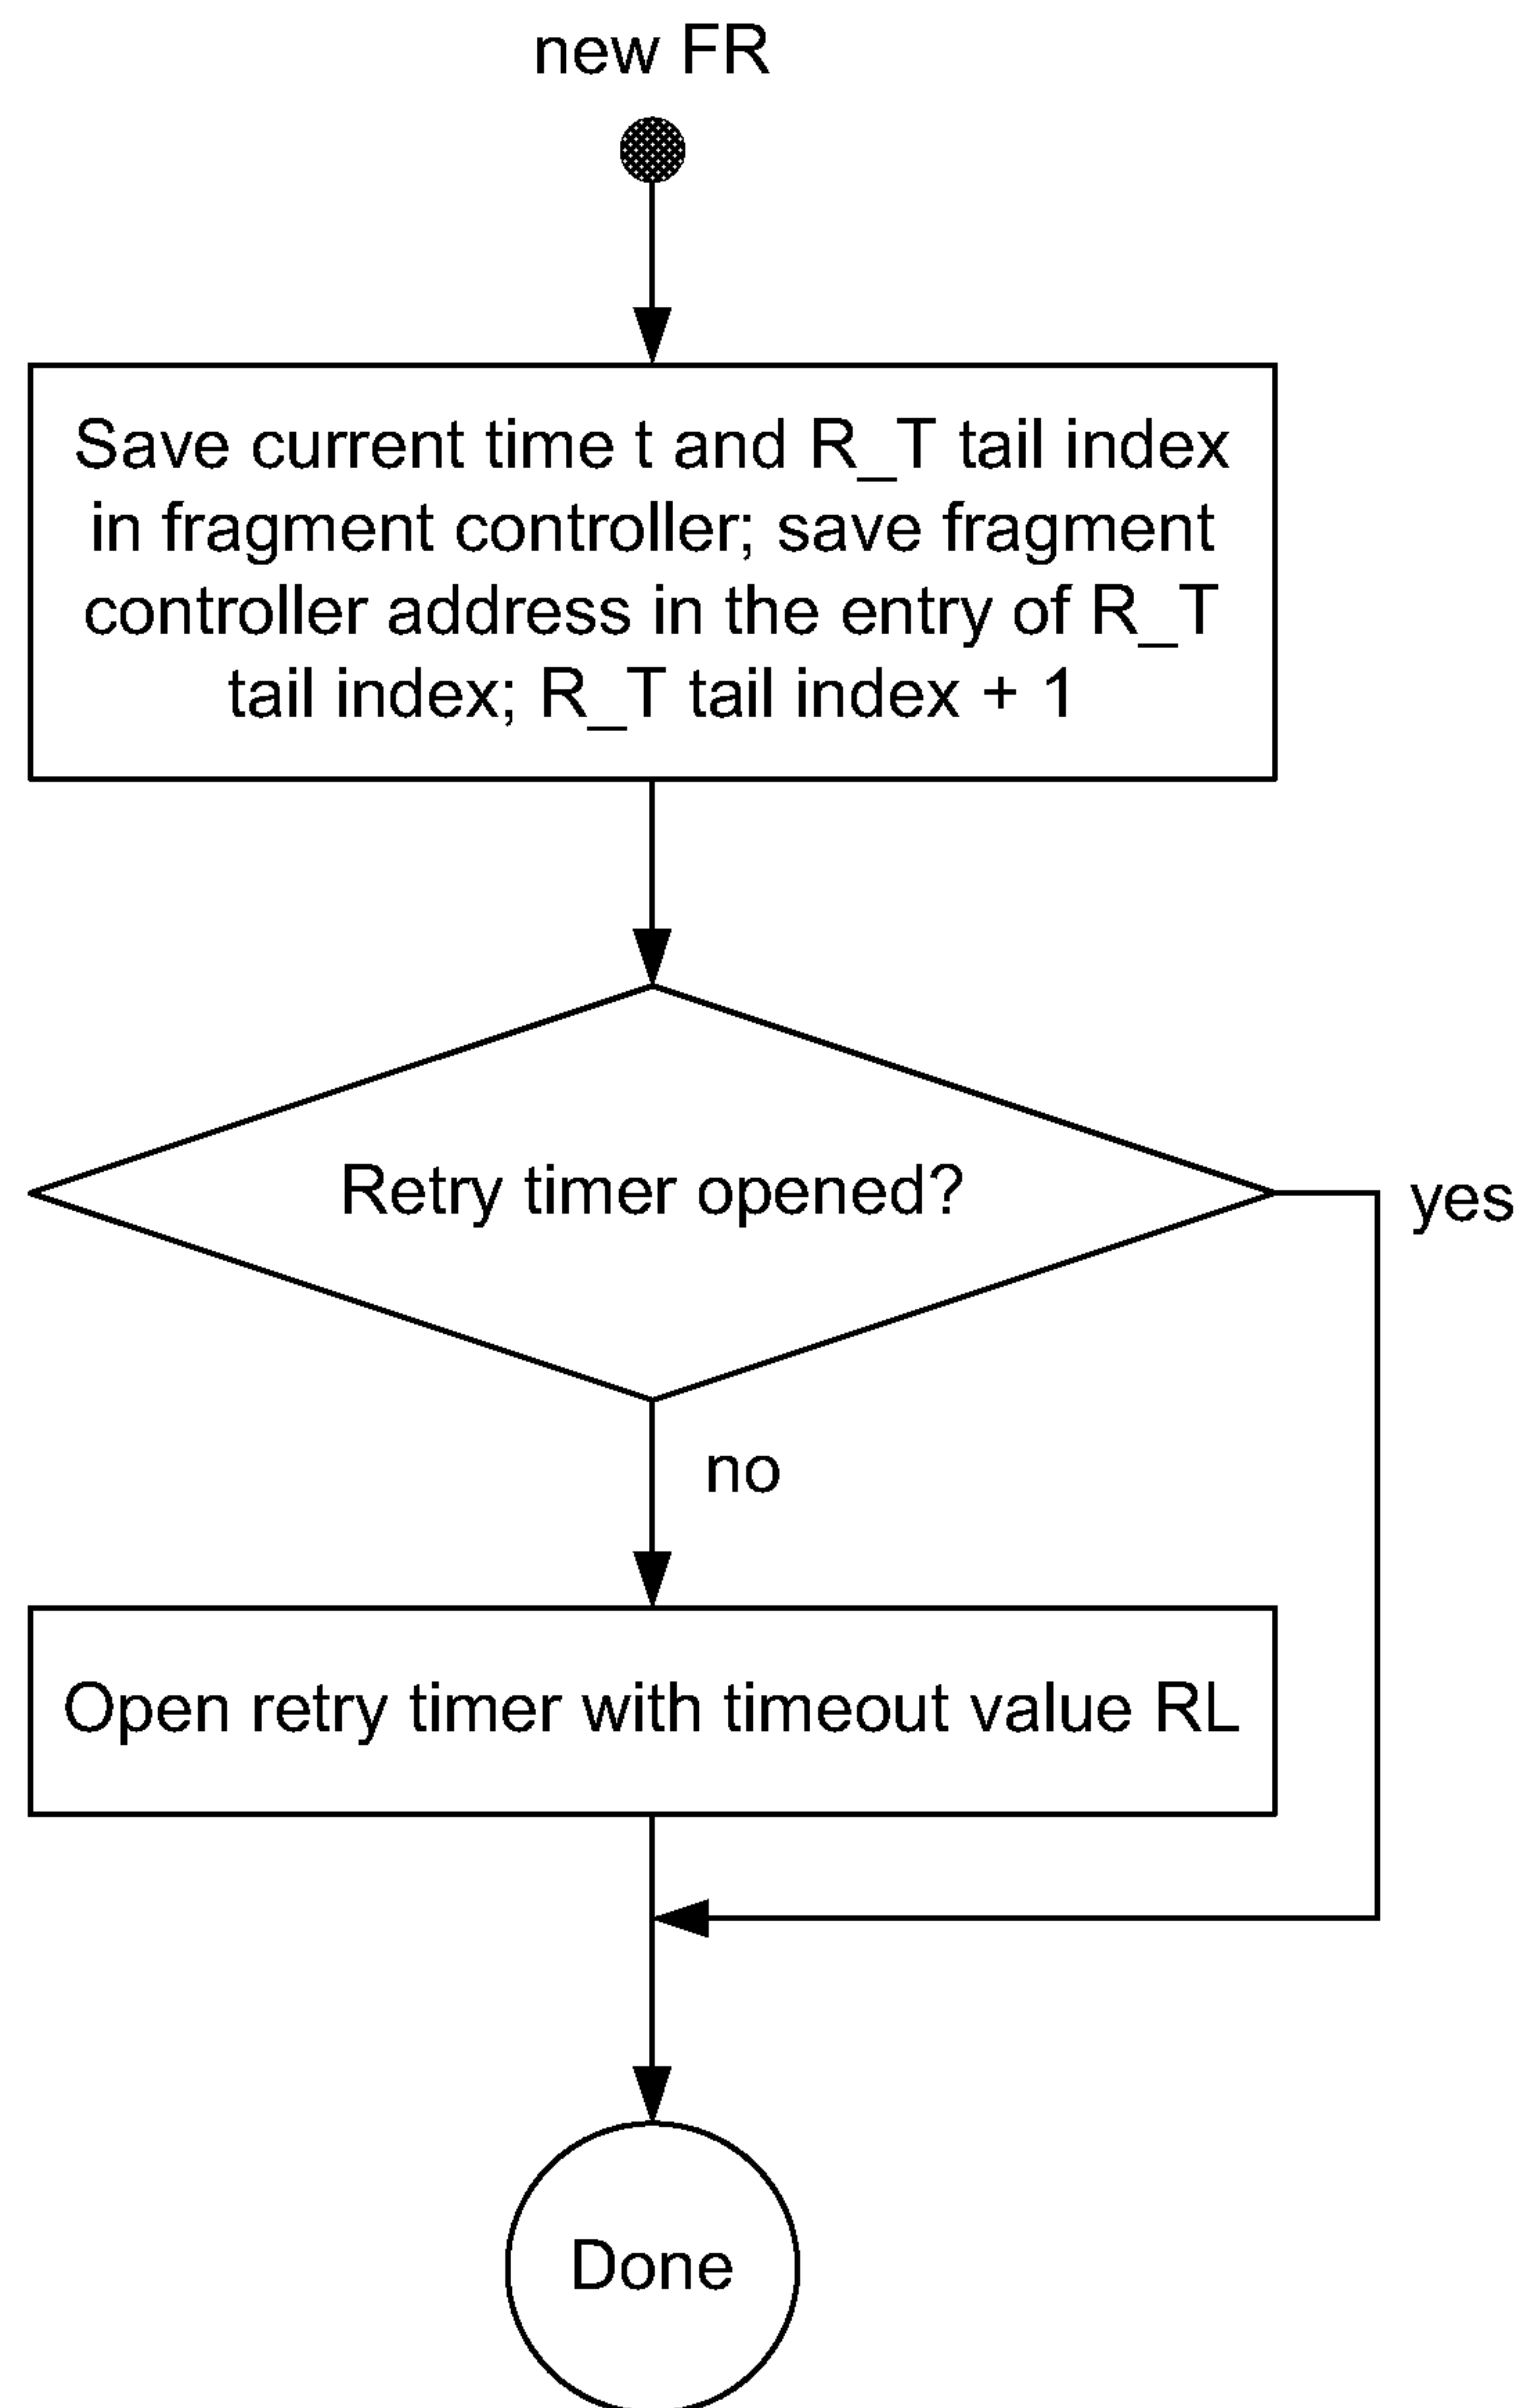 new FR
Save current time t and R_T tail index
in fragment controller; save fragment
controller address in the entry of R_T
tail index; R_T tail index + 1
Retry timer opened?
yes
no
Open retry timer with timeout value RL
Done